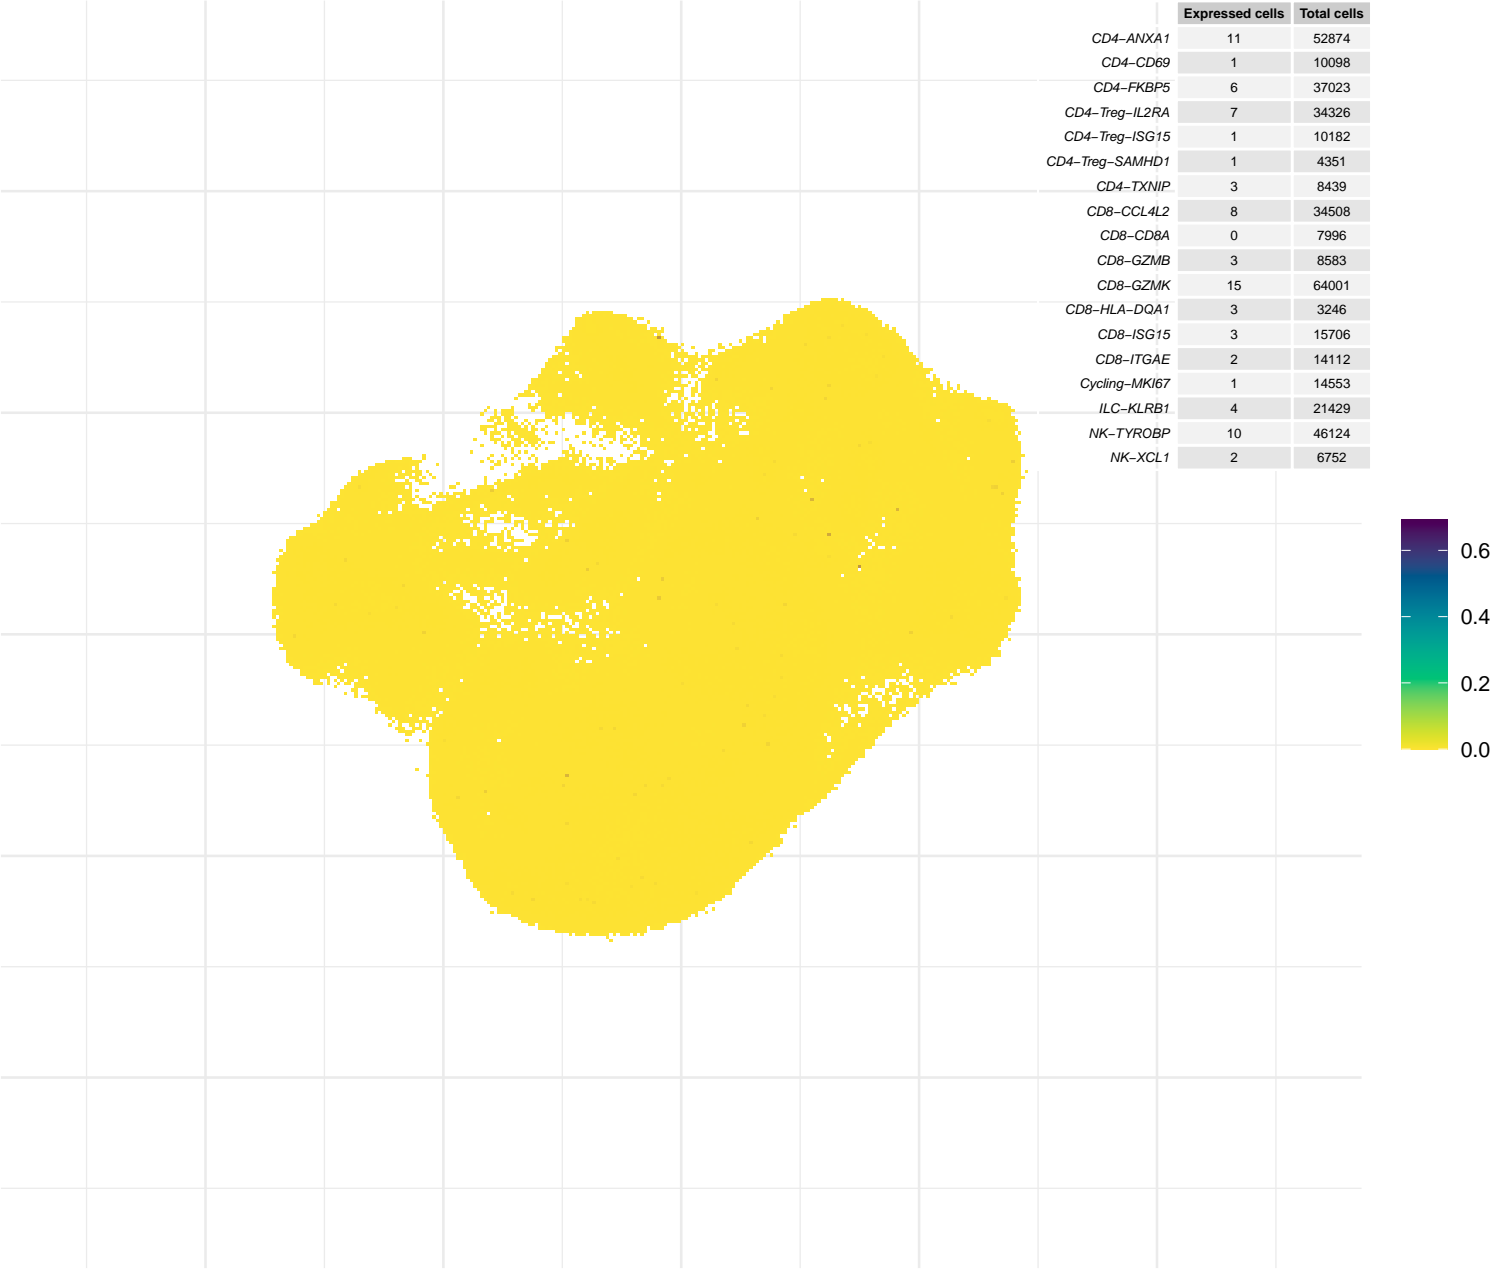 Expressed cells Total cells
CD4−ANXA1 11 52874
CD4−CD69 1 10098
CD4−FKBP5 6 37023
CD4−Treg−IL2RA 7 34326
CD4−Treg−ISG15 1 10182
CD4−Treg−SAMHD1 1 4351
CD4−TXNIP 3 8439
CD8−CCL4L2 8 34508
CD8−CD8A 0 7996
CD8−GZMB 3 8583
CD8−GZMK 15 64001
CD8−HLA−DQA1 3 3246
CD8−ISG15 3 15706
CD8−ITGAE 2 14112
Cycling−MKI67 1 14553
ILC−KLRB1 4 21429
NK−TYROBP 10 46124
NK−XCL1 2 6752
0.6
0.4
0.2
0.0